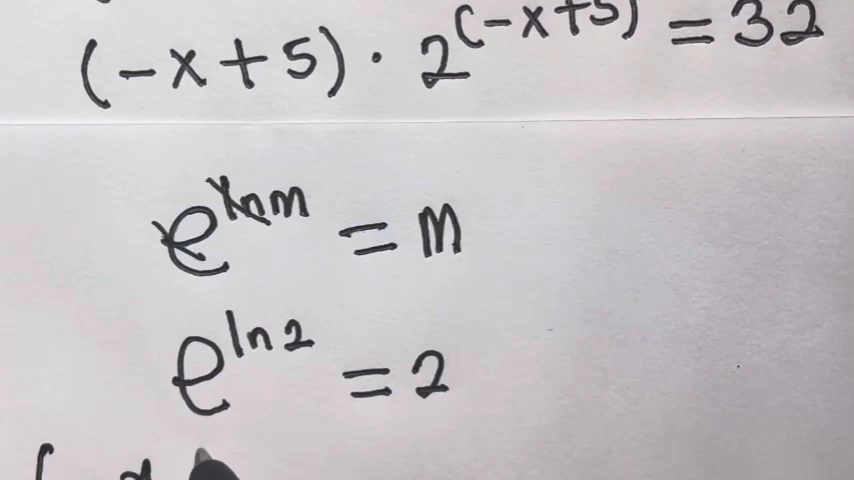 (-x+5) · 2^(-x+5) = 32
e^ln m = m
e^ln 2 = 2